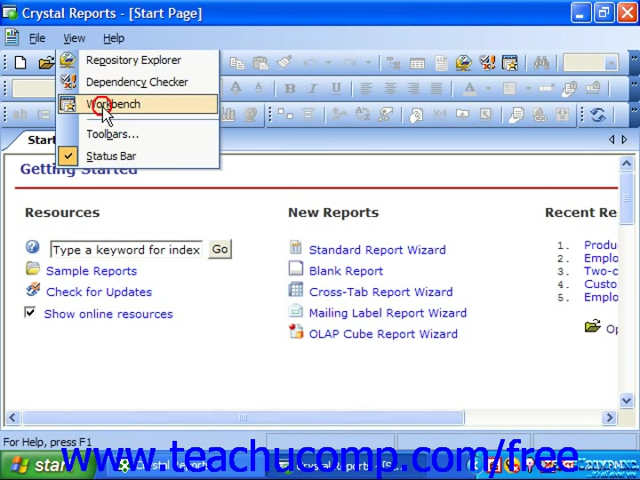 Crystal Reports - [Start Page]
File View Help
Repository Explorer
Dependency Checker
Workbench
Toolbars...
Status Bar
Start
Getting Started
Resources
Type a keyword for index
Go
Sample Reports
Check for Updates
Show online resources
New Reports
Standard Report Wizard
Blank Report
Cross-Tab Report Wizard
Mailing Label Report Wizard
OLAP Cube Report Wizard
Recent Re
1. Produ
2. Emplo
3. Two-c
4. Custo
5. Emplo
Op
For Help, press F1
www.teachucomp.com/free
start